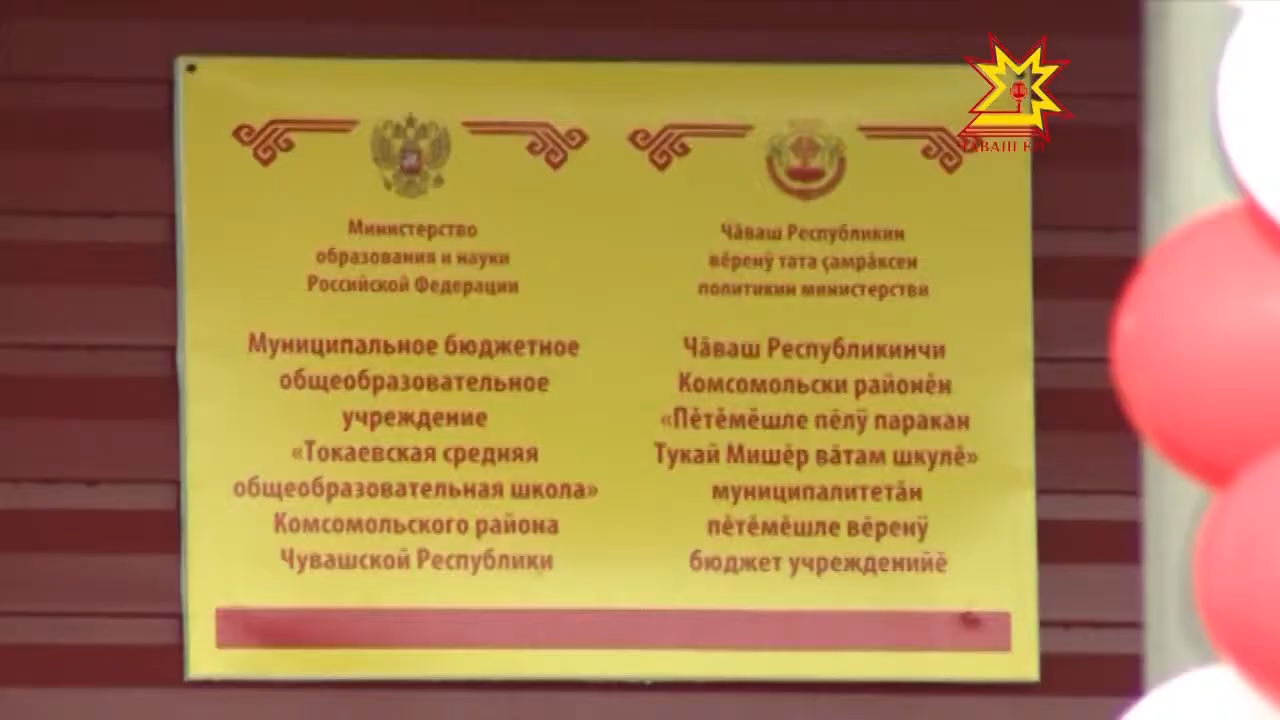 Министерство
образования и науки
Российской Федерации
Муниципальное бюджетное
общеобразовательное
учреждение
«Токаевская средняя
общеобразовательная школа»
Комсомольского района
Чувашской Республики
Чӑваш Республикин
вӗренӳ тата ҫамрӑксен
политикин министерстви
Чӑваш Республикинчи
Комсомольски районӗн
«Пӗтӗмӗшле пӗлӳ паракан
Тукай Мишӗр вӑтам шкулӗ»
муниципалитетӑн
пӗтӗмӗшле вӗренӳ
бюджет учрежденийӗ